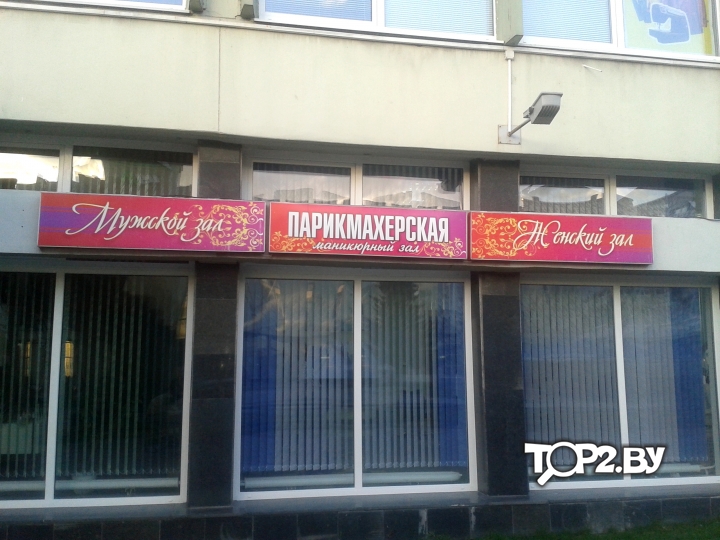 Мужской зал
ПАРИКМАХЕРСКАЯ
маникюрный зал
Женский зал
TOP2.BY